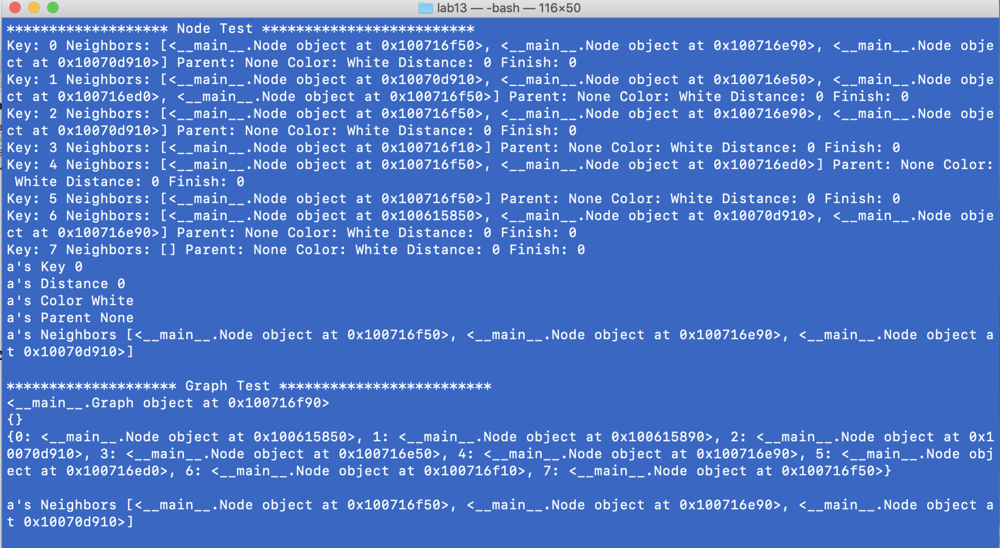 lab13 — -bash — 116×50
******************* Node Test *************************
Key: 0 Neighbors: [<__main__.Node object at 0x100716f50>, <__main__.Node object at 0x100716e90>, <__main__.Node obje
ct at 0x10070d910>] Parent: None Color: White Distance: 0 Finish: 0
Key: 1 Neighbors: [<__main__.Node object at 0x10070d910>, <__main__.Node object at 0x100716e50>, <__main__.Node obje
ct at 0x100716ed0>, <__main__.Node object at 0x100716f50>] Parent: None Color: White Distance: 0 Finish: 0
Key: 2 Neighbors: [<__main__.Node object at 0x100716f50>, <__main__.Node object at 0x100716e90>, <__main__.Node obje
ct at 0x10070d910>] Parent: None Color: White Distance: 0 Finish: 0
Key: 3 Neighbors: [<__main__.Node object at 0x100716f10>] Parent: None Color: White Distance: 0 Finish: 0
Key: 4 Neighbors: [<__main__.Node object at 0x100716f50>, <__main__.Node object at 0x100716ed0>] Parent: None Color:
 White Distance: 0 Finish: 0
Key: 5 Neighbors: [<__main__.Node object at 0x100716f50>] Parent: None Color: White Distance: 0 Finish: 0
Key: 6 Neighbors: [<__main__.Node object at 0x100615850>, <__main__.Node object at 0x10070d910>, <__main__.Node obje
ct at 0x100716e90>] Parent: None Color: White Distance: 0 Finish: 0
Key: 7 Neighbors: [] Parent: None Color: White Distance: 0 Finish: 0
a's Key 0
a's Distance 0
a's Color White
a's Parent None
a's Neighbors [<__main__.Node object at 0x100716f50>, <__main__.Node object at 0x100716e90>, <__main__.Node object a
t 0x10070d910>]
******************** Graph Test *************************
<__main__.Graph object at 0x100716f90>
{}
{0: <__main__.Node object at 0x100615850>, 1: <__main__.Node object at 0x100615890>, 2: <__main__.Node object at 0x1
0070d910>, 3: <__main__.Node object at 0x100716e50>, 4: <__main__.Node object at 0x100716e90>, 5: <__main__.Node obj
ect at 0x100716ed0>, 6: <__main__.Node object at 0x100716f10>, 7: <__main__.Node object at 0x100716f50>}
a's Neighbors [<__main__.Node object at 0x100716f50>, <__main__.Node object at 0x100716e90>, <__main__.Node object a
t 0x10070d910>]